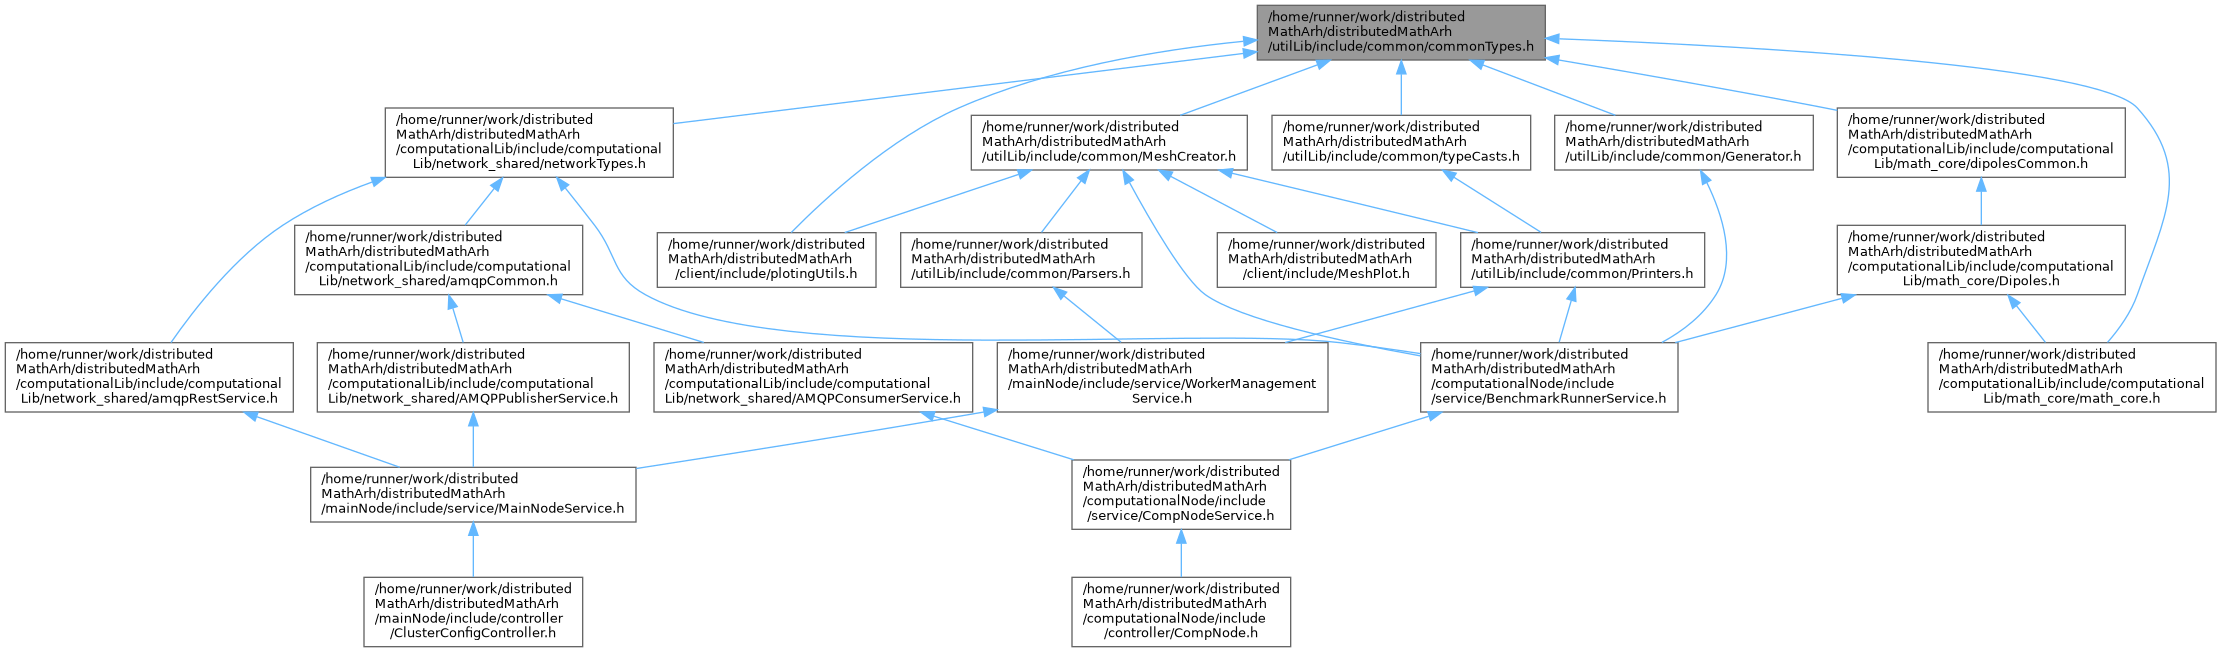 /home/runner/work/distributed
MathArh/distributedMathArh
/utilLib/include/common/commonTypes.h
/home/runner/work/distributed
MathArh/distributedMathArh
/computationalLib/include/computational
Lib/network_shared/networkTypes.h
/home/runner/work/distributed
MathArh/distributedMathArh
/utilLib/include/common/MeshCreator.h
/home/runner/work/distributed
MathArh/distributedMathArh
/utilLib/include/common/typeCasts.h
/home/runner/work/distributed
MathArh/distributedMathArh
/utilLib/include/common/Generator.h
/home/runner/work/distributed
MathArh/distributedMathArh
/computationalLib/include/computational
Lib/math_core/dipolesCommon.h
/home/runner/work/distributed
MathArh/distributedMathArh
/computationalLib/include/computational
Lib/network_shared/amqpCommon.h
/home/runner/work/distributed
MathArh/distributedMathArh
/client/include/plotingUtils.h
/home/runner/work/distributed
MathArh/distributedMathArh
/utilLib/include/common/Parsers.h
/home/runner/work/distributed
MathArh/distributedMathArh
/client/include/MeshPlot.h
/home/runner/work/distributed
MathArh/distributedMathArh
/utilLib/include/common/Printers.h
/home/runner/work/distributed
MathArh/distributedMathArh
/computationalLib/include/computational
Lib/math_core/Dipoles.h
/home/runner/work/distributed
MathArh/distributedMathArh
/computationalLib/include/computational
Lib/network_shared/amqpRestService.h
/home/runner/work/distributed
MathArh/distributedMathArh
/computationalLib/include/computational
Lib/network_shared/AMQPPublisherService.h
/home/runner/work/distributed
MathArh/distributedMathArh
/computationalLib/include/computational
Lib/network_shared/AMQPConsumerService.h
/home/runner/work/distributed
MathArh/distributedMathArh
/mainNode/include/service/WorkerManagement
Service.h
/home/runner/work/distributed
MathArh/distributedMathArh
/computationalNode/include
/service/BenchmarkRunnerService.h
/home/runner/work/distributed
MathArh/distributedMathArh
/computationalLib/include/computational
Lib/math_core/math_core.h
/home/runner/work/distributed
MathArh/distributedMathArh
/mainNode/include/service/MainNodeService.h
/home/runner/work/distributed
MathArh/distributedMathArh
/computationalNode/include
/service/CompNodeService.h
/home/runner/work/distributed
MathArh/distributedMathArh
/mainNode/include/controller
/ClusterConfigController.h
/home/runner/work/distributed
MathArh/distributedMathArh
/computationalNode/include
/controller/CompNode.h